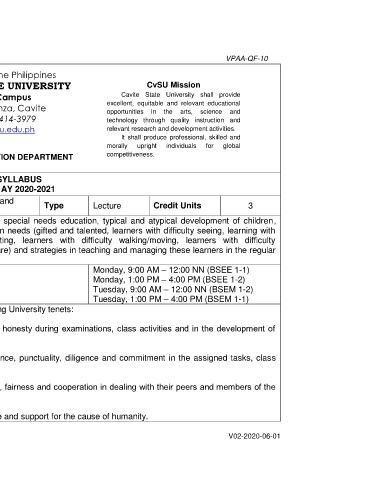 VPAA-QF-10
he Philippines
E UNIVERSITY
Campus
nza, Cavite
414-3979
u.edu.ph
TION DEPARTMENT
CvSU Mission
Cavite State University shall provide
excellent, equitable and relevant educational
opportunities in the arts, science and
technology through quality instruction and
relevant research and development activities.
It shall produce professional, skilled and
morally upright individuals for global
competitiveness.
SYLLABUS
AY 2020-2021
and
Type Lecture Credit Units 3
special needs education, typical and atypical development of children,
n needs (gifted and talented, learners with difficulty seeing, learning with
ting, learners with difficulty walking/moving, learners with difficulty
are) and strategies in teaching and managing these learners in the regular
Monday, 9:00 AM – 12:00 NN (BSEE 1-1)
Monday, 1:00 PM – 4:00 PM (BSEE 1-2)
Tuesday, 9:00 AM – 12:00 NN (BSEM 1-2)
Tuesday, 1:00 PM – 4:00 PM (BSEM 1-1)
ng University tenets:
honesty during examinations, class activities and in the development of
nce, punctuality, diligence and commitment in the assigned tasks, class
, fairness and cooperation in dealing with their peers and members of the
e and support for the cause of humanity.
V02-2020-06-01